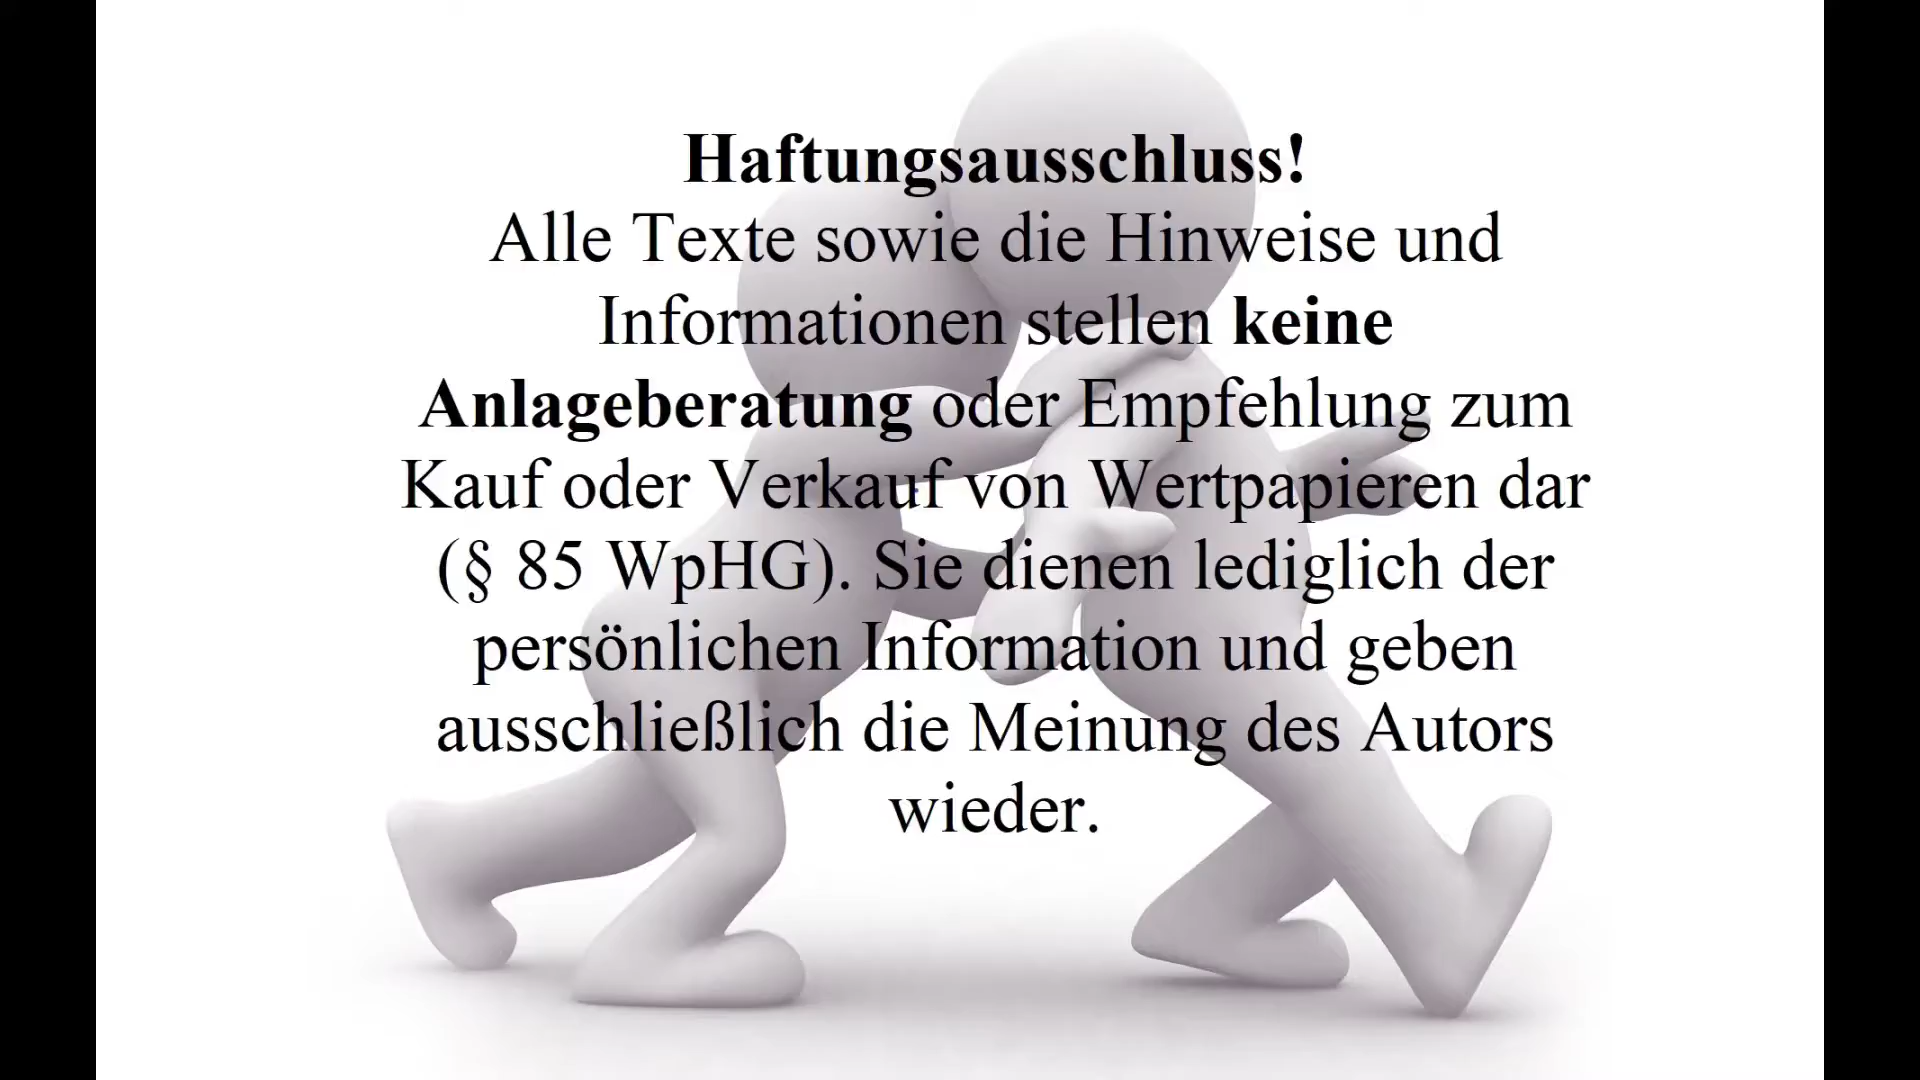 Haftungsausschluss!
Alle Texte sowie die Hinweise und
Informationen stellen keine
Anlageberatung oder Empfehlung zum
Kauf oder Verkauf von Wertpapieren dar
(§ 85 WpHG). Sie dienen lediglich der
persönlichen Information und geben
ausschließlich die Meinung des Autors
wieder.